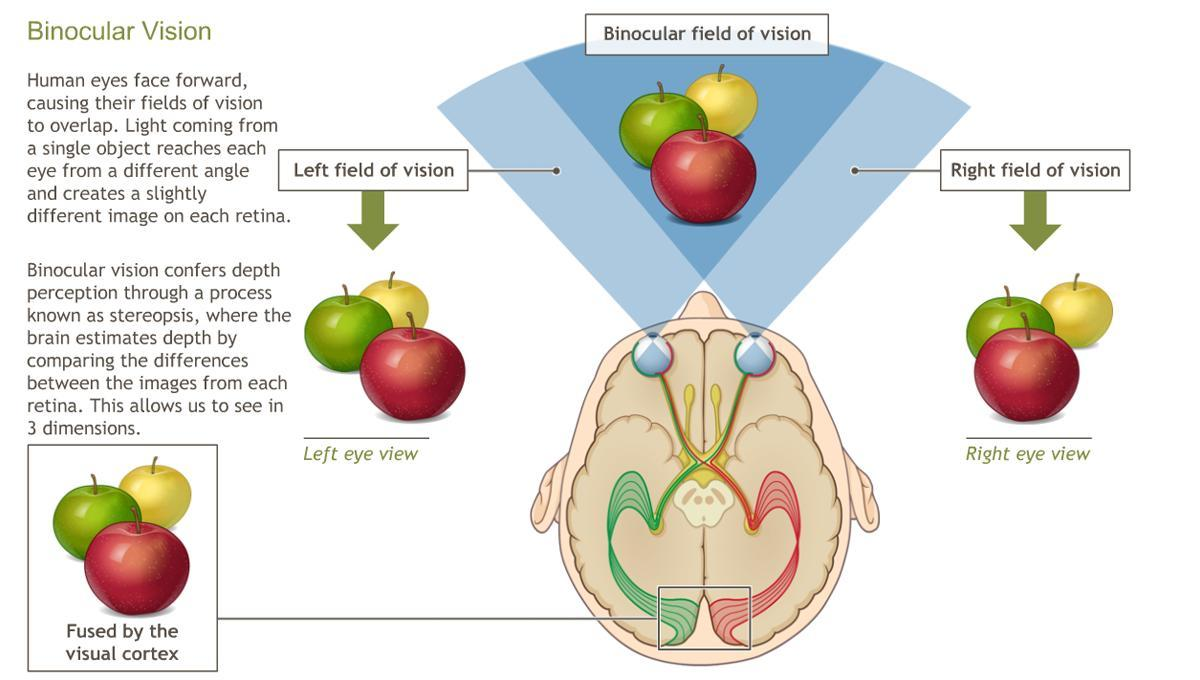 Binocular Vision
Human eyes face forward,
causing their fields of vision
to overlap. Light coming from
a single object reaches each
eye from a different angle
and creates a slightly
different image on each retina.
Binocular vision confers depth
perception through a process
known as stereopsis, where the
brain estimates depth by
comparing the differences
between the images from each
retina. This allows us to see in
3 dimensions.
Binocular field of vision
Left field of vision
Right field of vision
Left eye view
Right eye view
Fused by the
visual cortex